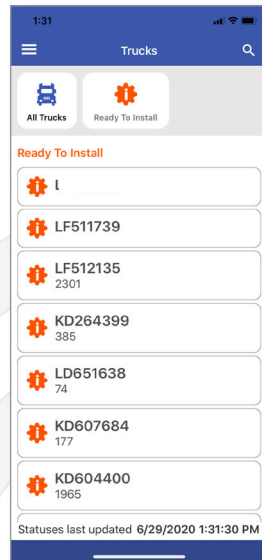 1:31
Trucks
All Trucks
Ready To Install
Ready To Install
LF511739
LF512135
2301
KD264399
385
LD651638
74
KD607684
177
KD604400
1965
Statuses last updated 6/29/2020 1:31:30 PM